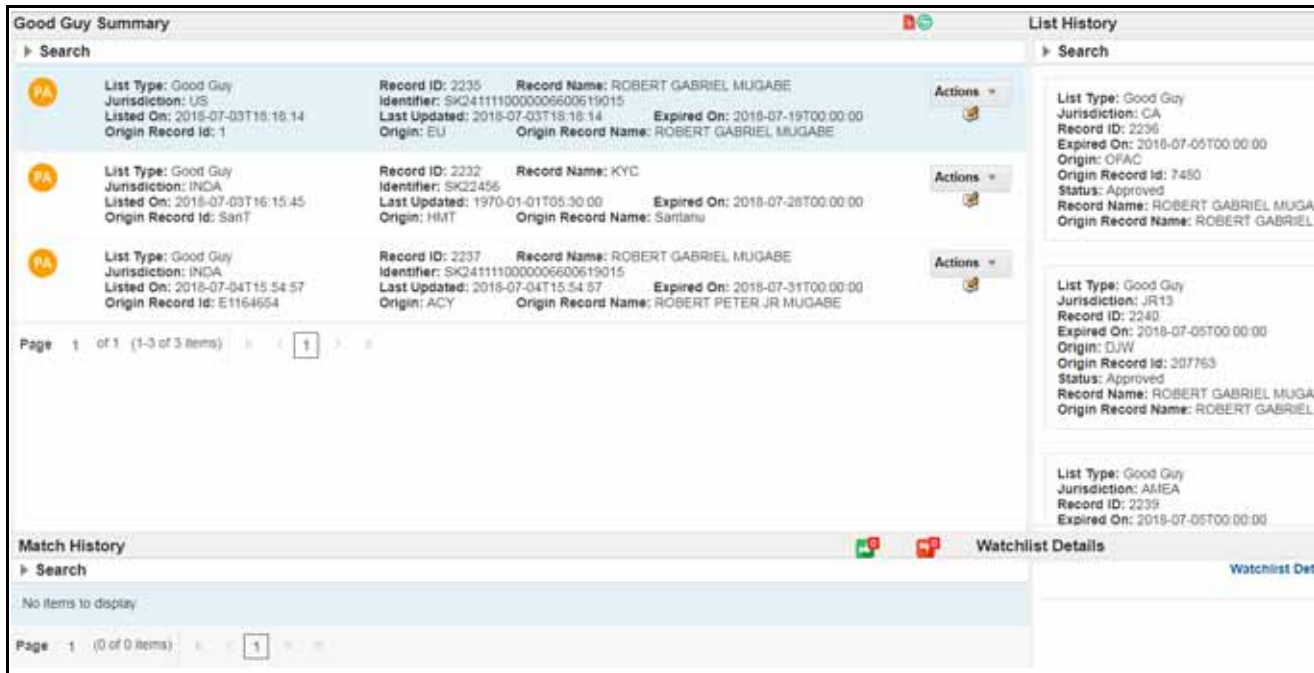 Good Guy Summary
Search
PA
List Type: Good Guy
Jurisdiction: US
Listed On: 2018-07-03T18:18:14
Origin Record Id: 1
Record ID: 2235 Record Name: ROBERT GABRIEL MUGABE
Identifier: SK2411110000006600619015
Last Updated: 2018-07-03T18:18:14 Expired On: 2018-07-19T00:00:00
Origin: EU Origin Record Name: ROBERT GABRIEL MUGABE
Actions
PA
List Type: Good Guy
Jurisdiction: INDA
Listed On: 2018-07-03T16:15:45
Origin Record Id: SanT
Record ID: 2232 Record Name: KYC
Identifier: SK22456
Last Updated: 1970-01-01T05:30:00 Expired On: 2018-07-28T00:00:00
Origin: HMT Origin Record Name: Santanu
Actions
PA
List Type: Good Guy
Jurisdiction: INDA
Listed On: 2018-07-04T15:54:57
Origin Record Id: E1164654
Record ID: 2237 Record Name: ROBERT GABRIEL MUGABE
Identifier: SK2411110000006600619015
Last Updated: 2018-07-04T15:54:57 Expired On: 2018-07-31T00:00:00
Origin: ACY Origin Record Name: ROBERT PETER JR MUGABE
Actions
Page 1 of 1 (1-3 of 3 items) 1
List History
Search
List Type: Good Guy
Jurisdiction: CA
Record ID: 2236
Expired On: 2018-07-05T00:00:00
Origin: OFAC
Origin Record Id: 7450
Status: Approved
Record Name: ROBERT GABRIEL MUGA
Origin Record Name: ROBERT GABRIEL
List Type: Good Guy
Jurisdiction: JR13
Record ID: 2240
Expired On: 2018-07-05T00:00:00
Origin: DJW
Origin Record Id: 207763
Status: Approved
Record Name: ROBERT GABRIEL MUGA
Origin Record Name: ROBERT GABRIEL
List Type: Good Guy
Jurisdiction: AMEA
Record ID: 2239
Expired On: 2018-07-05T00:00:00
Match History 0 0
Search
No items to display
Page 1 (0 of 0 items) 1
Watchlist Details
Watchlist Det